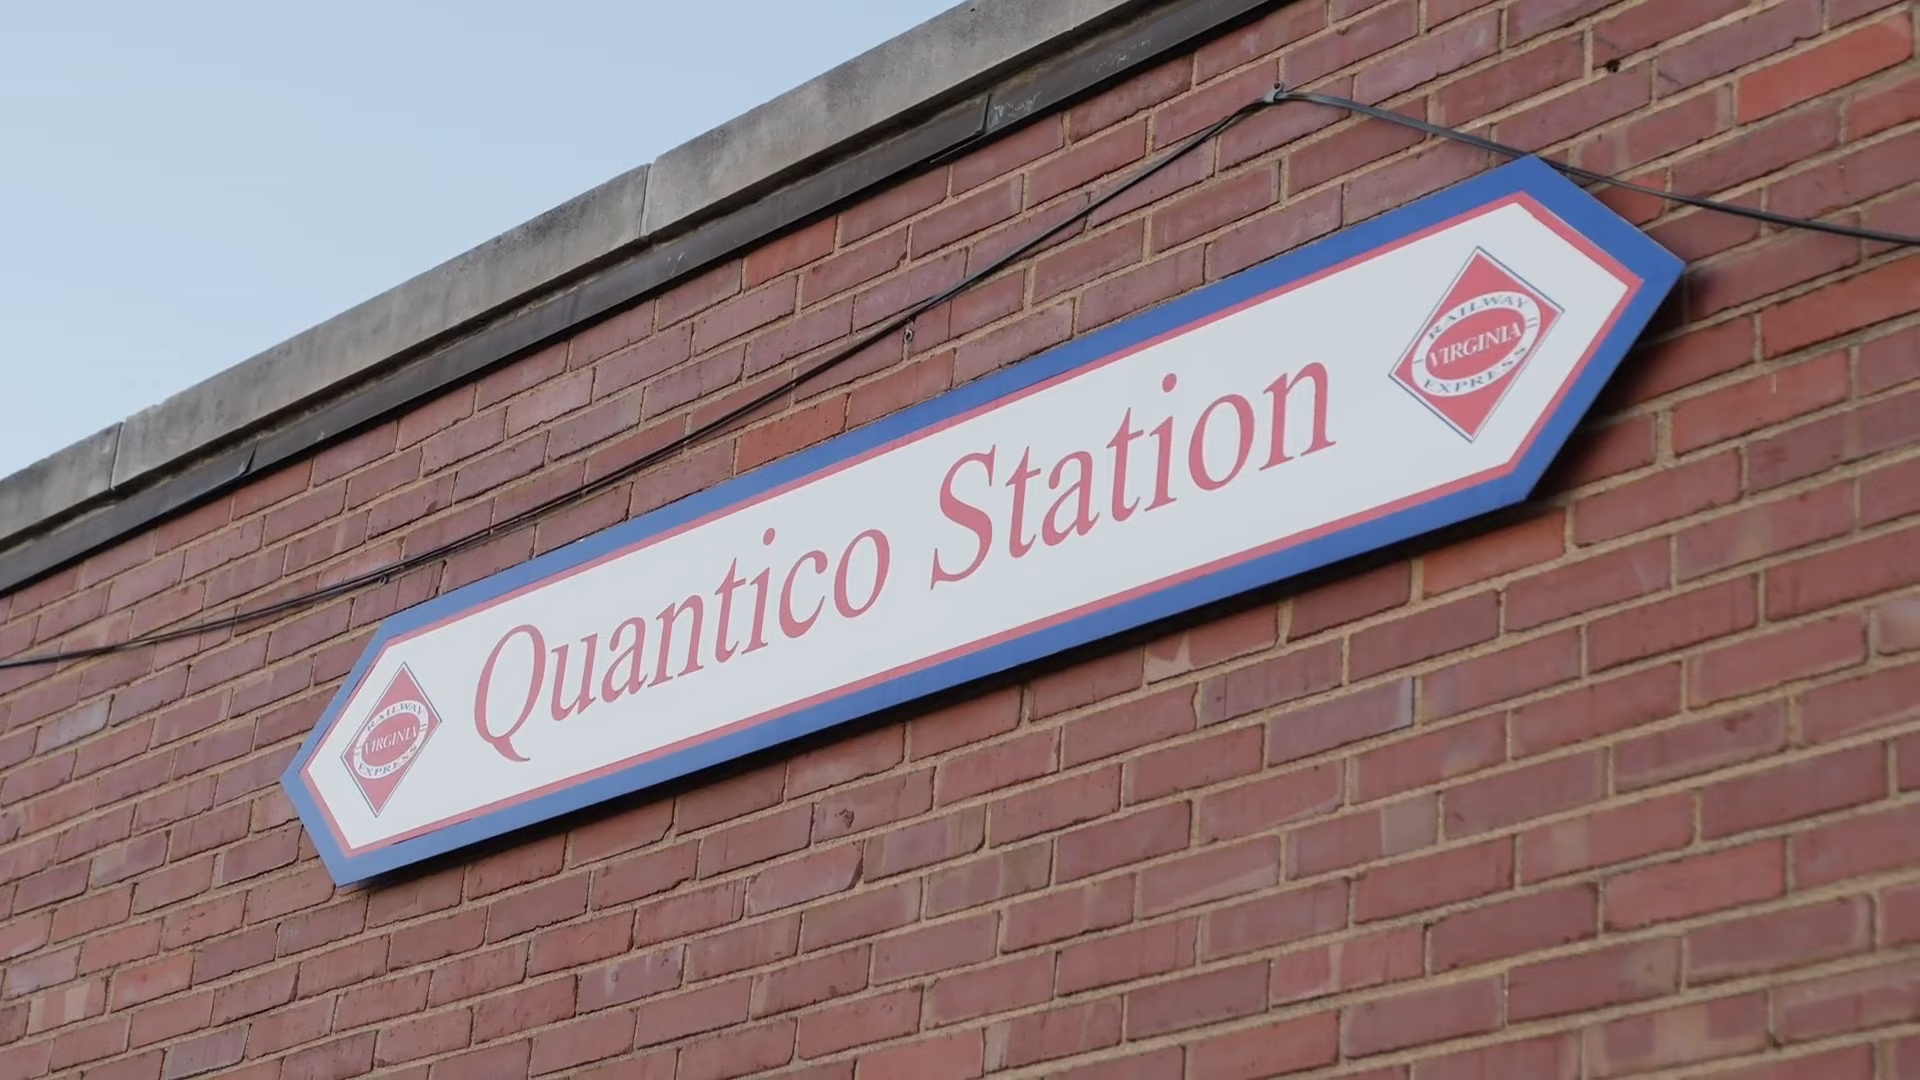 Quantico Station
RAILWAY
VIRGINIA
EXPRESS
RAILWAY
VIRGINIA
EXPRESS